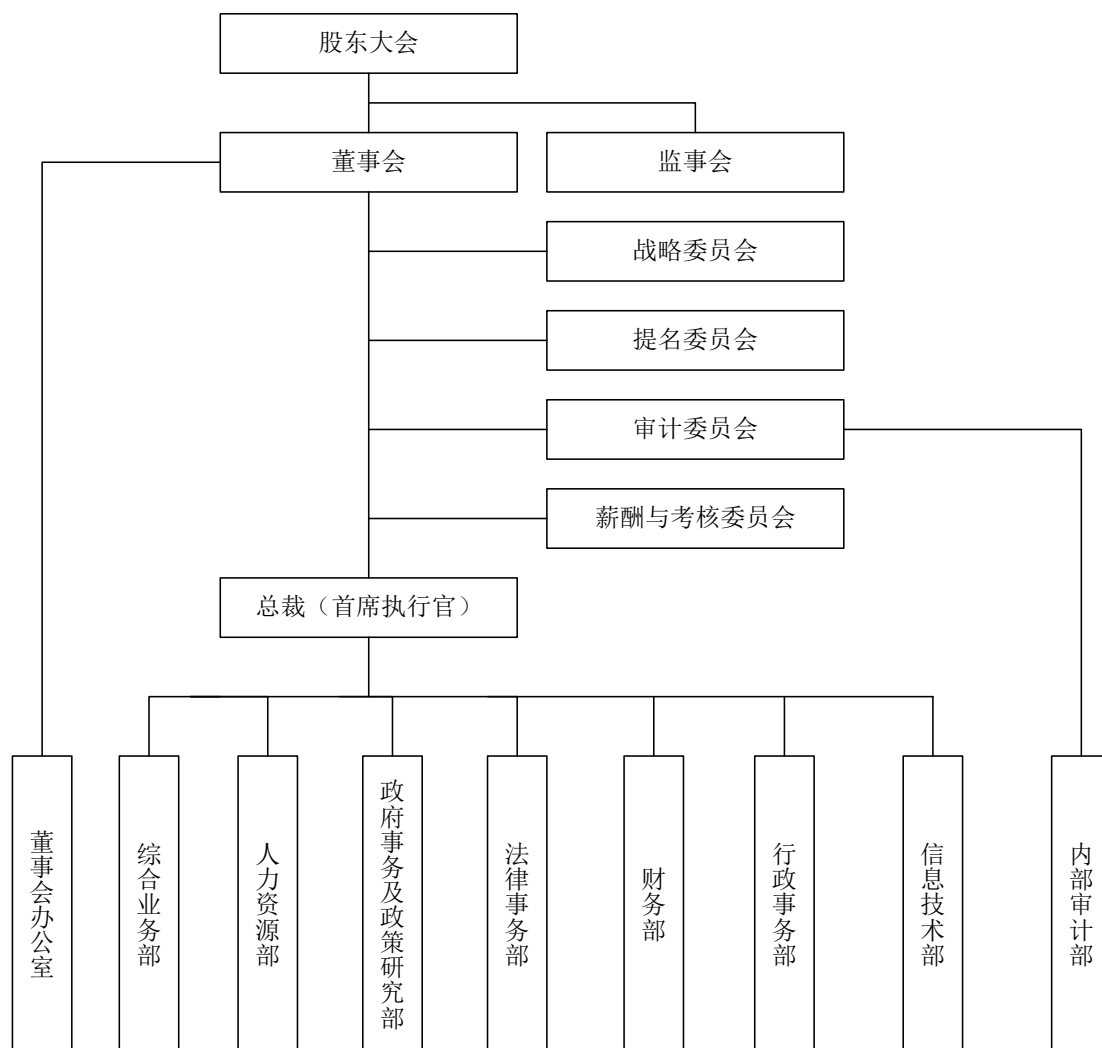 股东大会
董事会
监事会
战略委员会
提名委员会
审计委员会
薪酬与考核委员会
总裁（首席执行官）
董事会办公室
综合业务部
人力资源部
政府事务及政策研究部
法律事务部
财务部
行政事务部
信息技术部
内部审计部